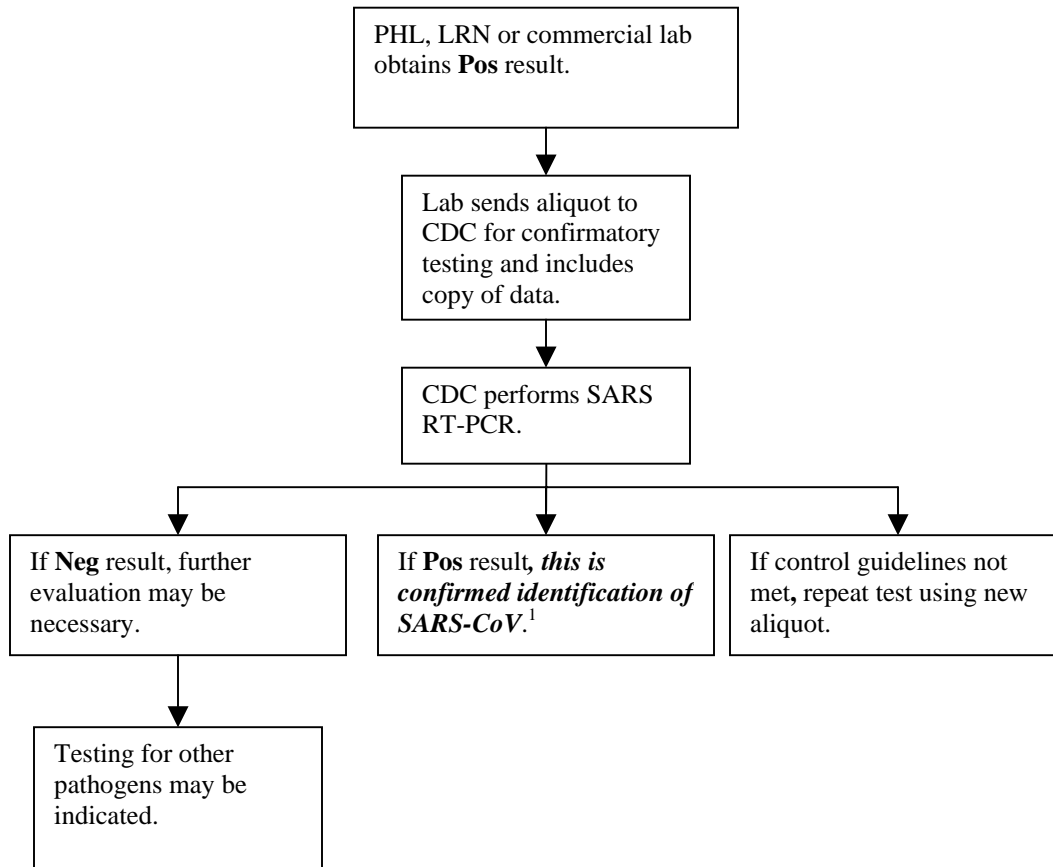 PHL, LRN or commercial lab
obtains Pos result.
Lab sends aliquot to
CDC for confirmatory
testing and includes
copy of data.
CDC performs SARS
RT-PCR.
If Neg result, further
evaluation may be
necessary.
If Pos result, this is
confirmed identification of
SARS-CoV.1
If control guidelines not
met, repeat test using new
aliquot.
Testing for other
pathogens may be
indicated.